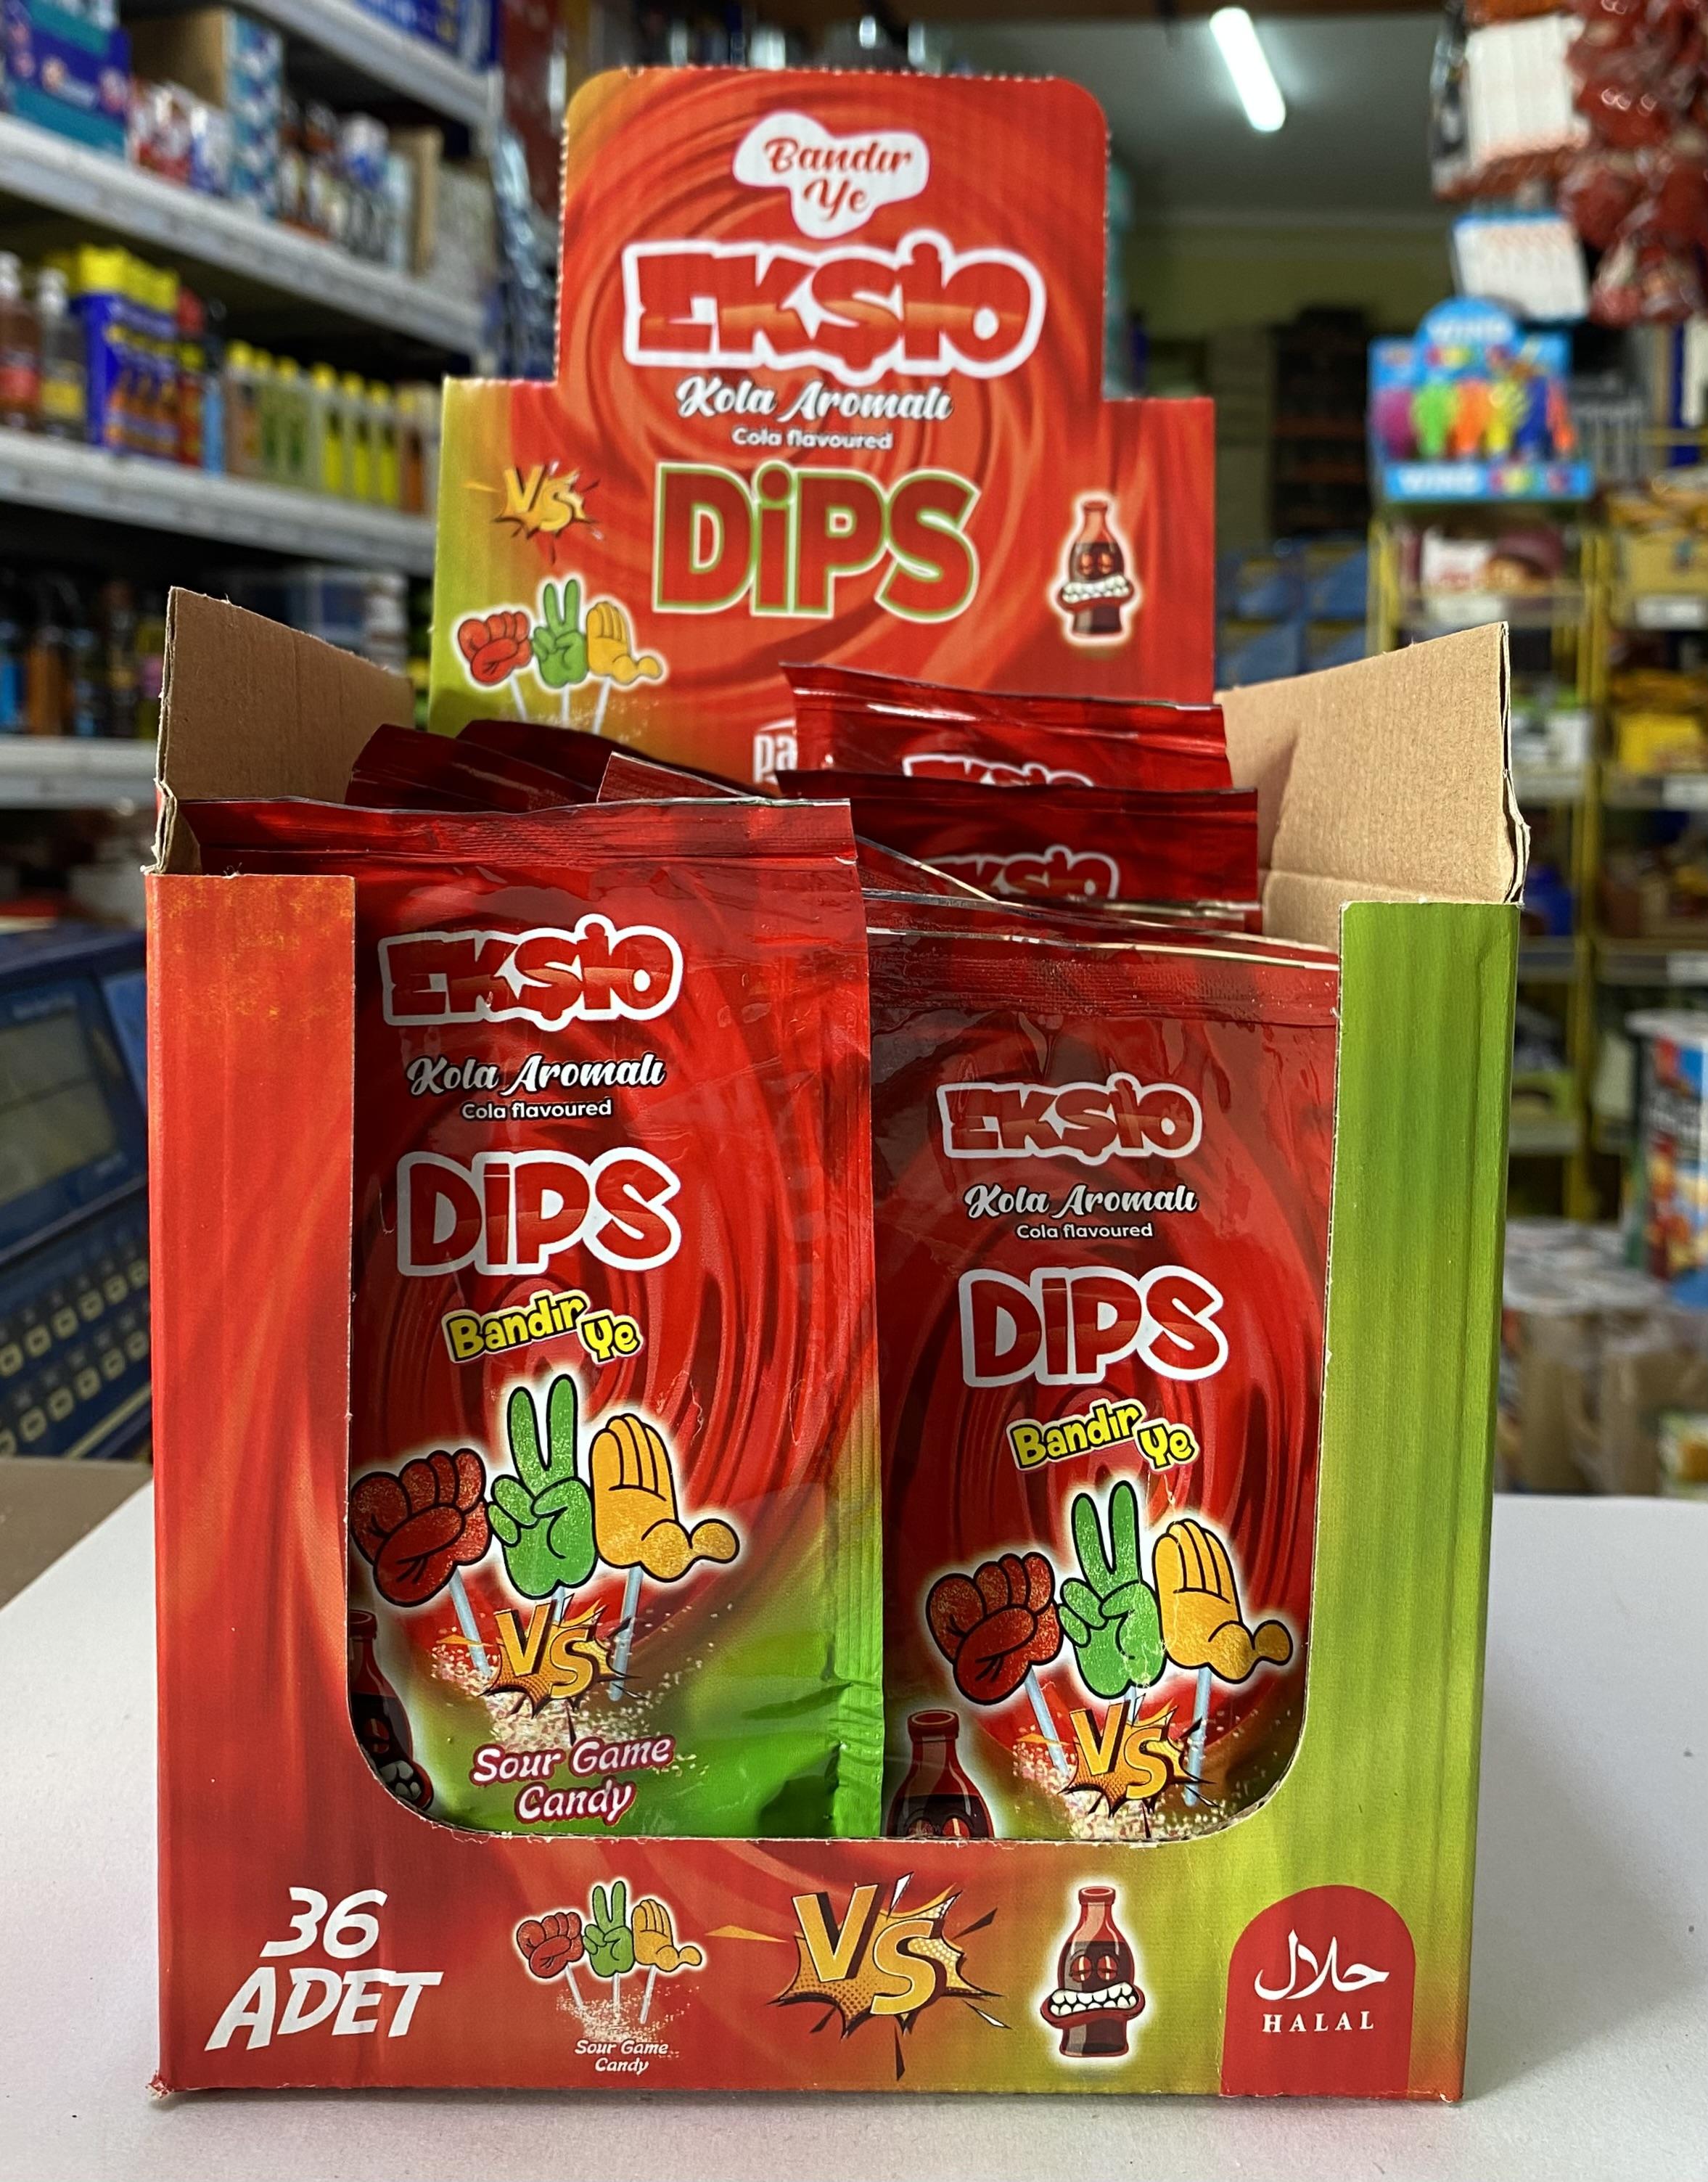 Bandır
Ye
EKŞİO
Kola Aromalı
Cola flavoured
VS
DiPS
EKŞİO
EKŞİO
EKŞİO
Kola Aromalı
Cola flavoured
DIPS
Bandır
Ye
VS
Sour Game
Candy
EKŞİO
Kola Aromalı
Cola flavoured
DIPS
Bandır
Ye
VS
36
ADET
Sour Game
Candy
VS
حلال
HALAL